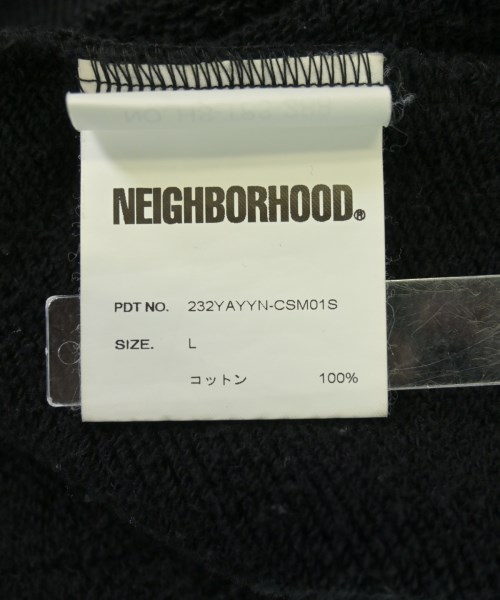 NEIGHBORHOOD®
PDT NO. 232YAYYN-CSM01S
SIZE. L
コットン 100%